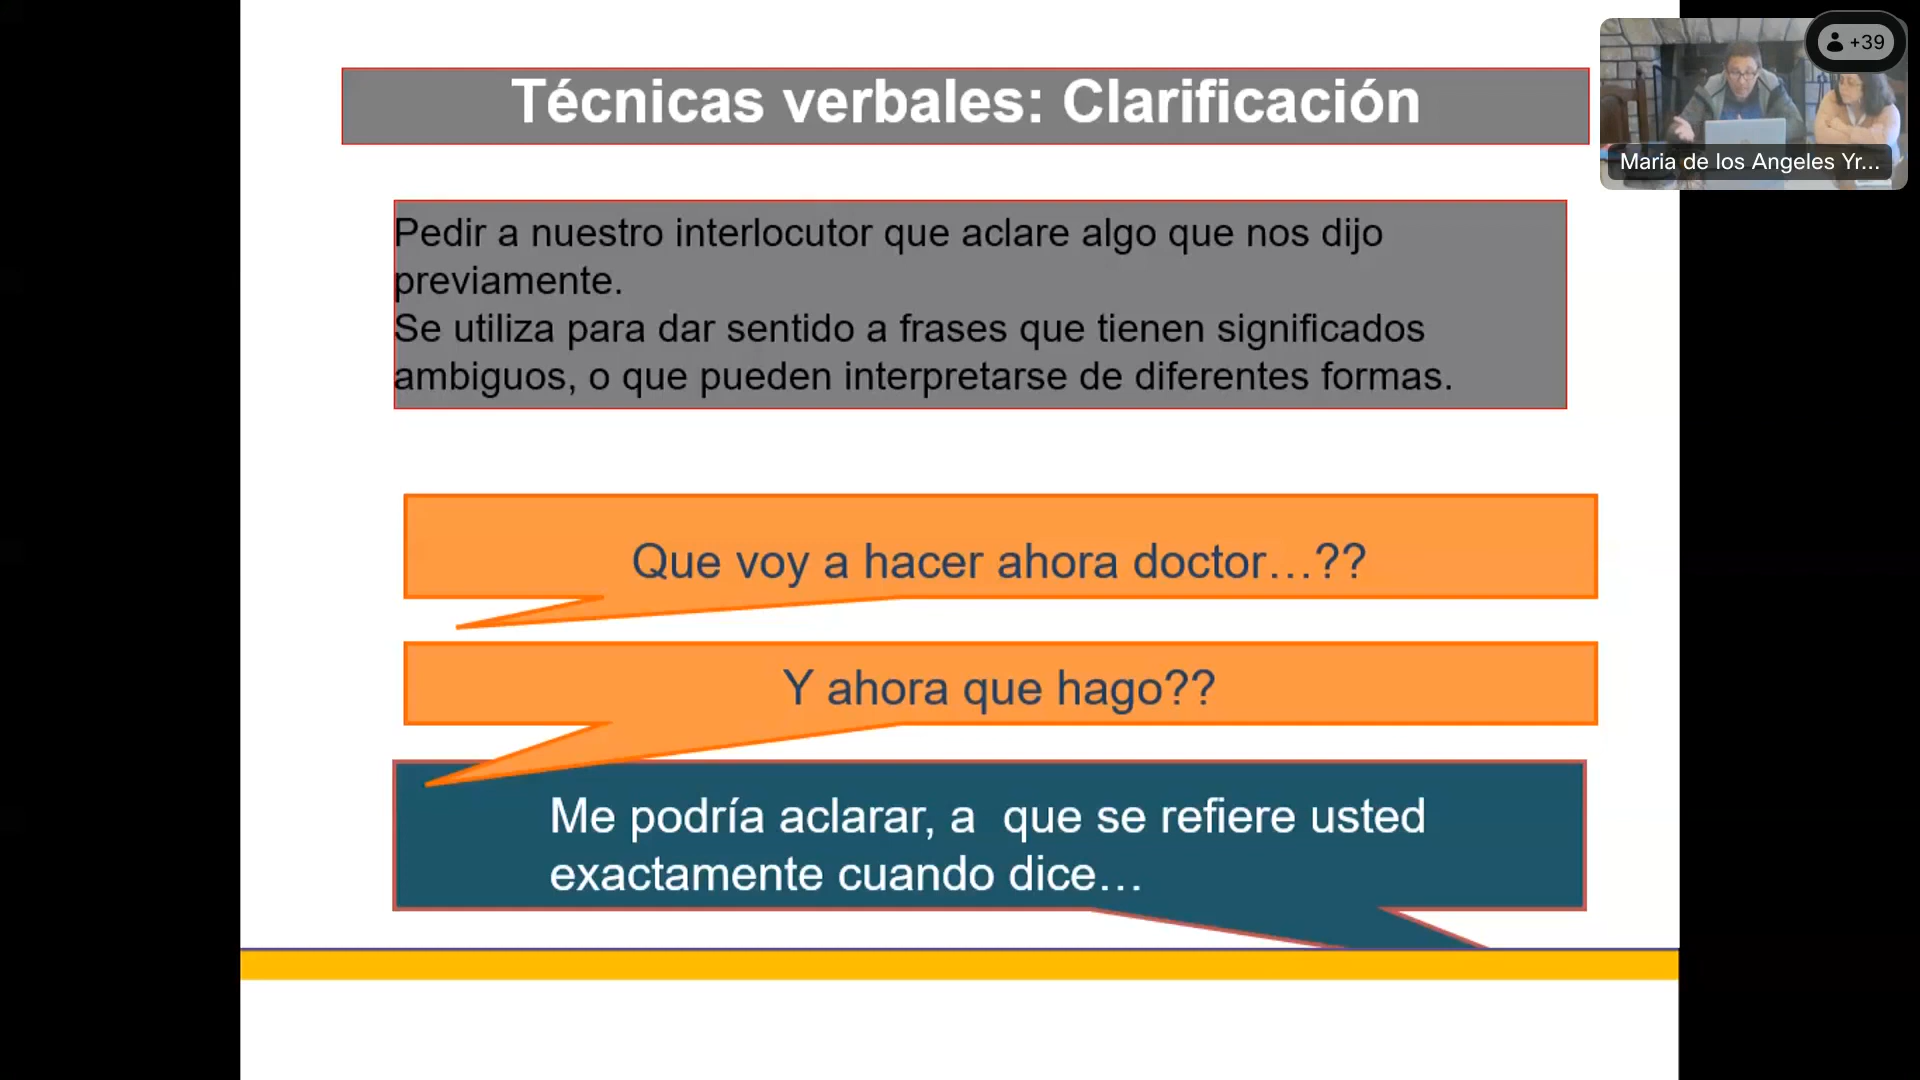 Técnicas verbales: Clarificación
+39
Maria de los Angeles Yr...
Pedir a nuestro interlocutor que aclare algo que nos dijo
previamente.
Se utiliza para dar sentido a frases que tienen significados
ambiguos, o que pueden interpretarse de diferentes formas.
Que voy a hacer ahora doctor…??
Y ahora que hago??
Me podría aclarar, a  que se refiere usted
exactamente cuando dice…